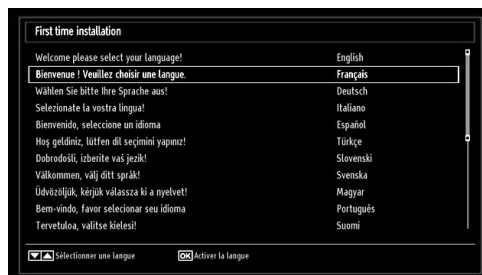 First time installation
Welcome please select your language! English
Bienvenue ! Veuillez choisir une langue. Français
Wählen Sie bitte Ihre Sprache aus! Deutsch
Selezionate la vostra lingua! Italiano
Bienvenido, seleccione un idioma Español
Hoş geldiniz, lütfen dil seçimini yapınız! Türkçe
Dobrodošli, izberite vaš jezik! Slovenski
Välkommen, välj ditt språk! Svenska
Üdvözöljük, kérjük válassza ki a nyelvet! Magyar
Bem-vindo, favor selecionar seu idioma Português
Tervetuloa, valitse kielesi! Suomi
Sélectionner une langue OK Activer la langue